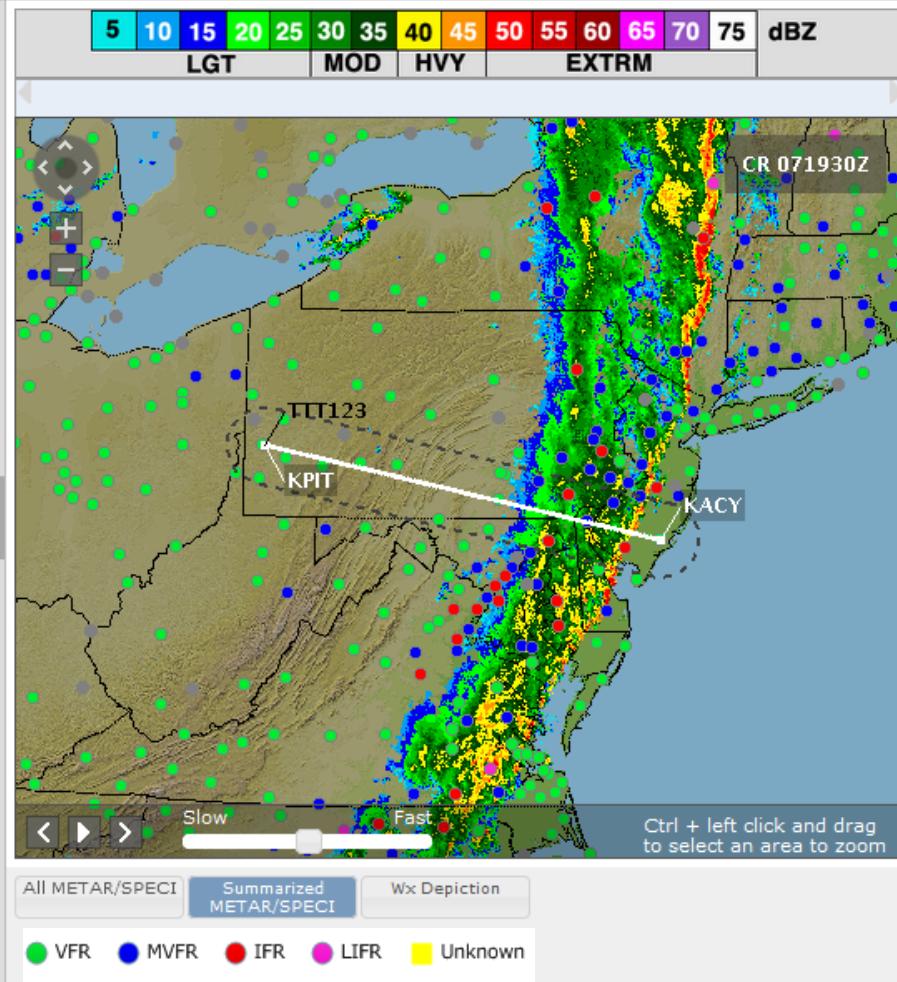 5 10 15 20 25 30 35 40 45 50 55 60 65 70 75 dBZ
LGT MOD HVY EXTRM
CR 071930Z
TLT123
KPIT
KACY
Slow Fast
Ctrl + left click and drag
to select an area to zoom
All METAR/SPECI
Summarized
METAR/SPECI
Wx Depiction
VFR MVFR IFR LIFR Unknown